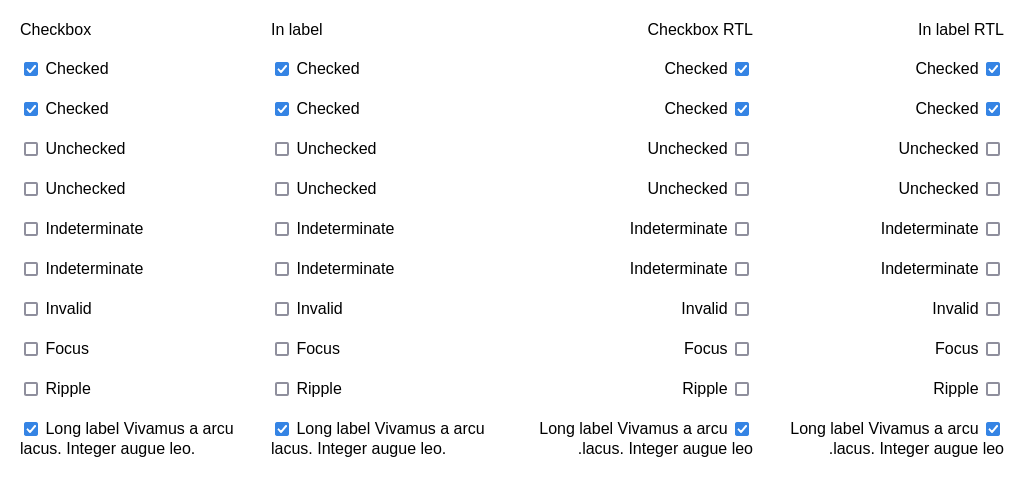 Checkbox In label Checkbox RTL In label RTL
Checked Checked Checked Checked
Checked Checked Checked Checked
Unchecked Unchecked Unchecked Unchecked
Unchecked Unchecked Unchecked Unchecked
Indeterminate Indeterminate Indeterminate Indeterminate
Indeterminate Indeterminate Indeterminate Indeterminate
Invalid Invalid Invalid Invalid
Focus Focus Focus Focus
Ripple Ripple Ripple Ripple
Long label Vivamus a arcu Long label Vivamus a arcu Long label Vivamus a arcu Long label Vivamus a arcu
lacus. Integer augue leo. lacus. Integer augue leo. .lacus. Integer augue leo .lacus. Integer augue leo